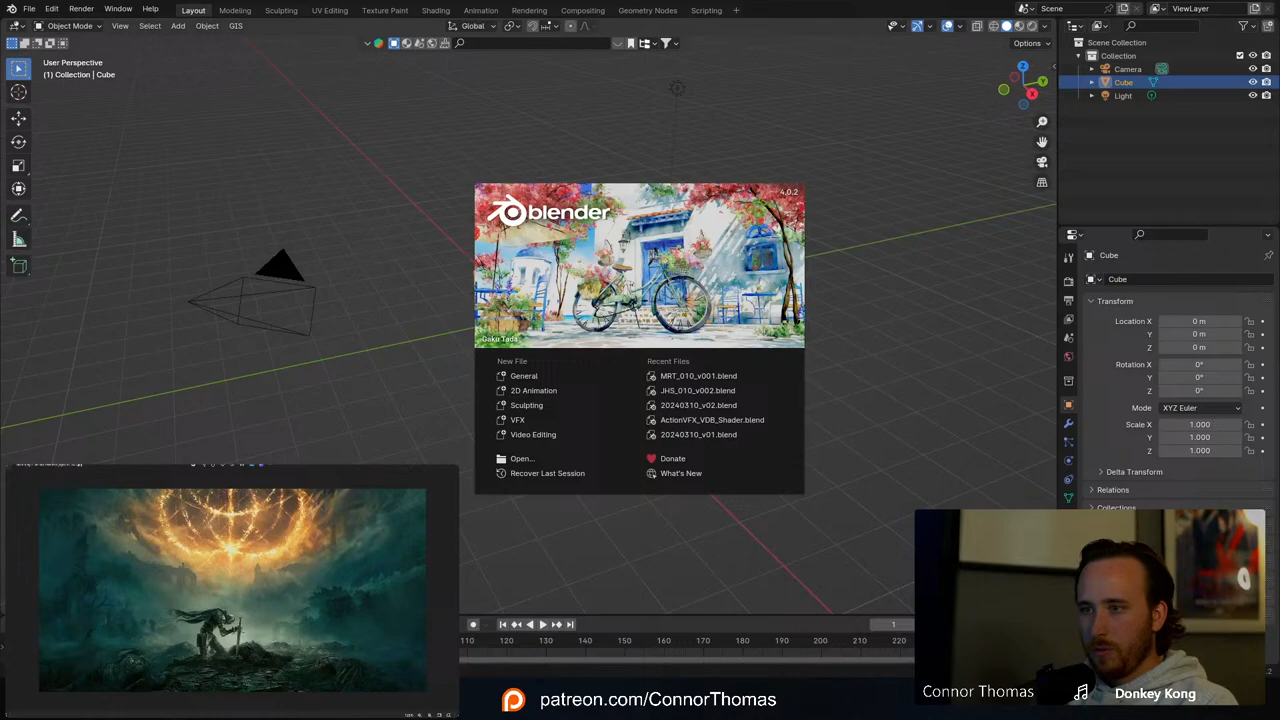 File Edit Render Window Help Layout Modeling Sculpting UV Editing Texture Paint Shading Animation Rendering Compositing Geometry Nodes Scripting + Scene ViewLayer
Object Mode View Select Add Object GIS Global
Options
User Perspective
(1) Collection | Cube
Z
Y
X
Scene Collection
Collection
Camera
Cube
Light
Cube
Cube
Transform
Location X 0 m
Y 0 m
Z 0 m
Rotation X 0°
Y 0°
Z 0°
Mode XYZ Euler
Scale X 1.000
Y 1.000
Z 1.000
Delta Transform
Relations
Collections
4.0.2
blender
Gaku Tada
New File
General
2D Animation
Sculpting
VFX
Video Editing
Open...
Recover Last Session
Recent Files
MRT_010_v001.blend
JHS_010_v002.blend
20240310_v02.blend
ActionVFX_VDB_Shader.blend
20240310_v01.blend
Donate
What's New
1
110 120 130 140 150 160 170 180 190 200 210 220
patreon.com/ConnorThomas
Connor Thomas
Donkey Kong